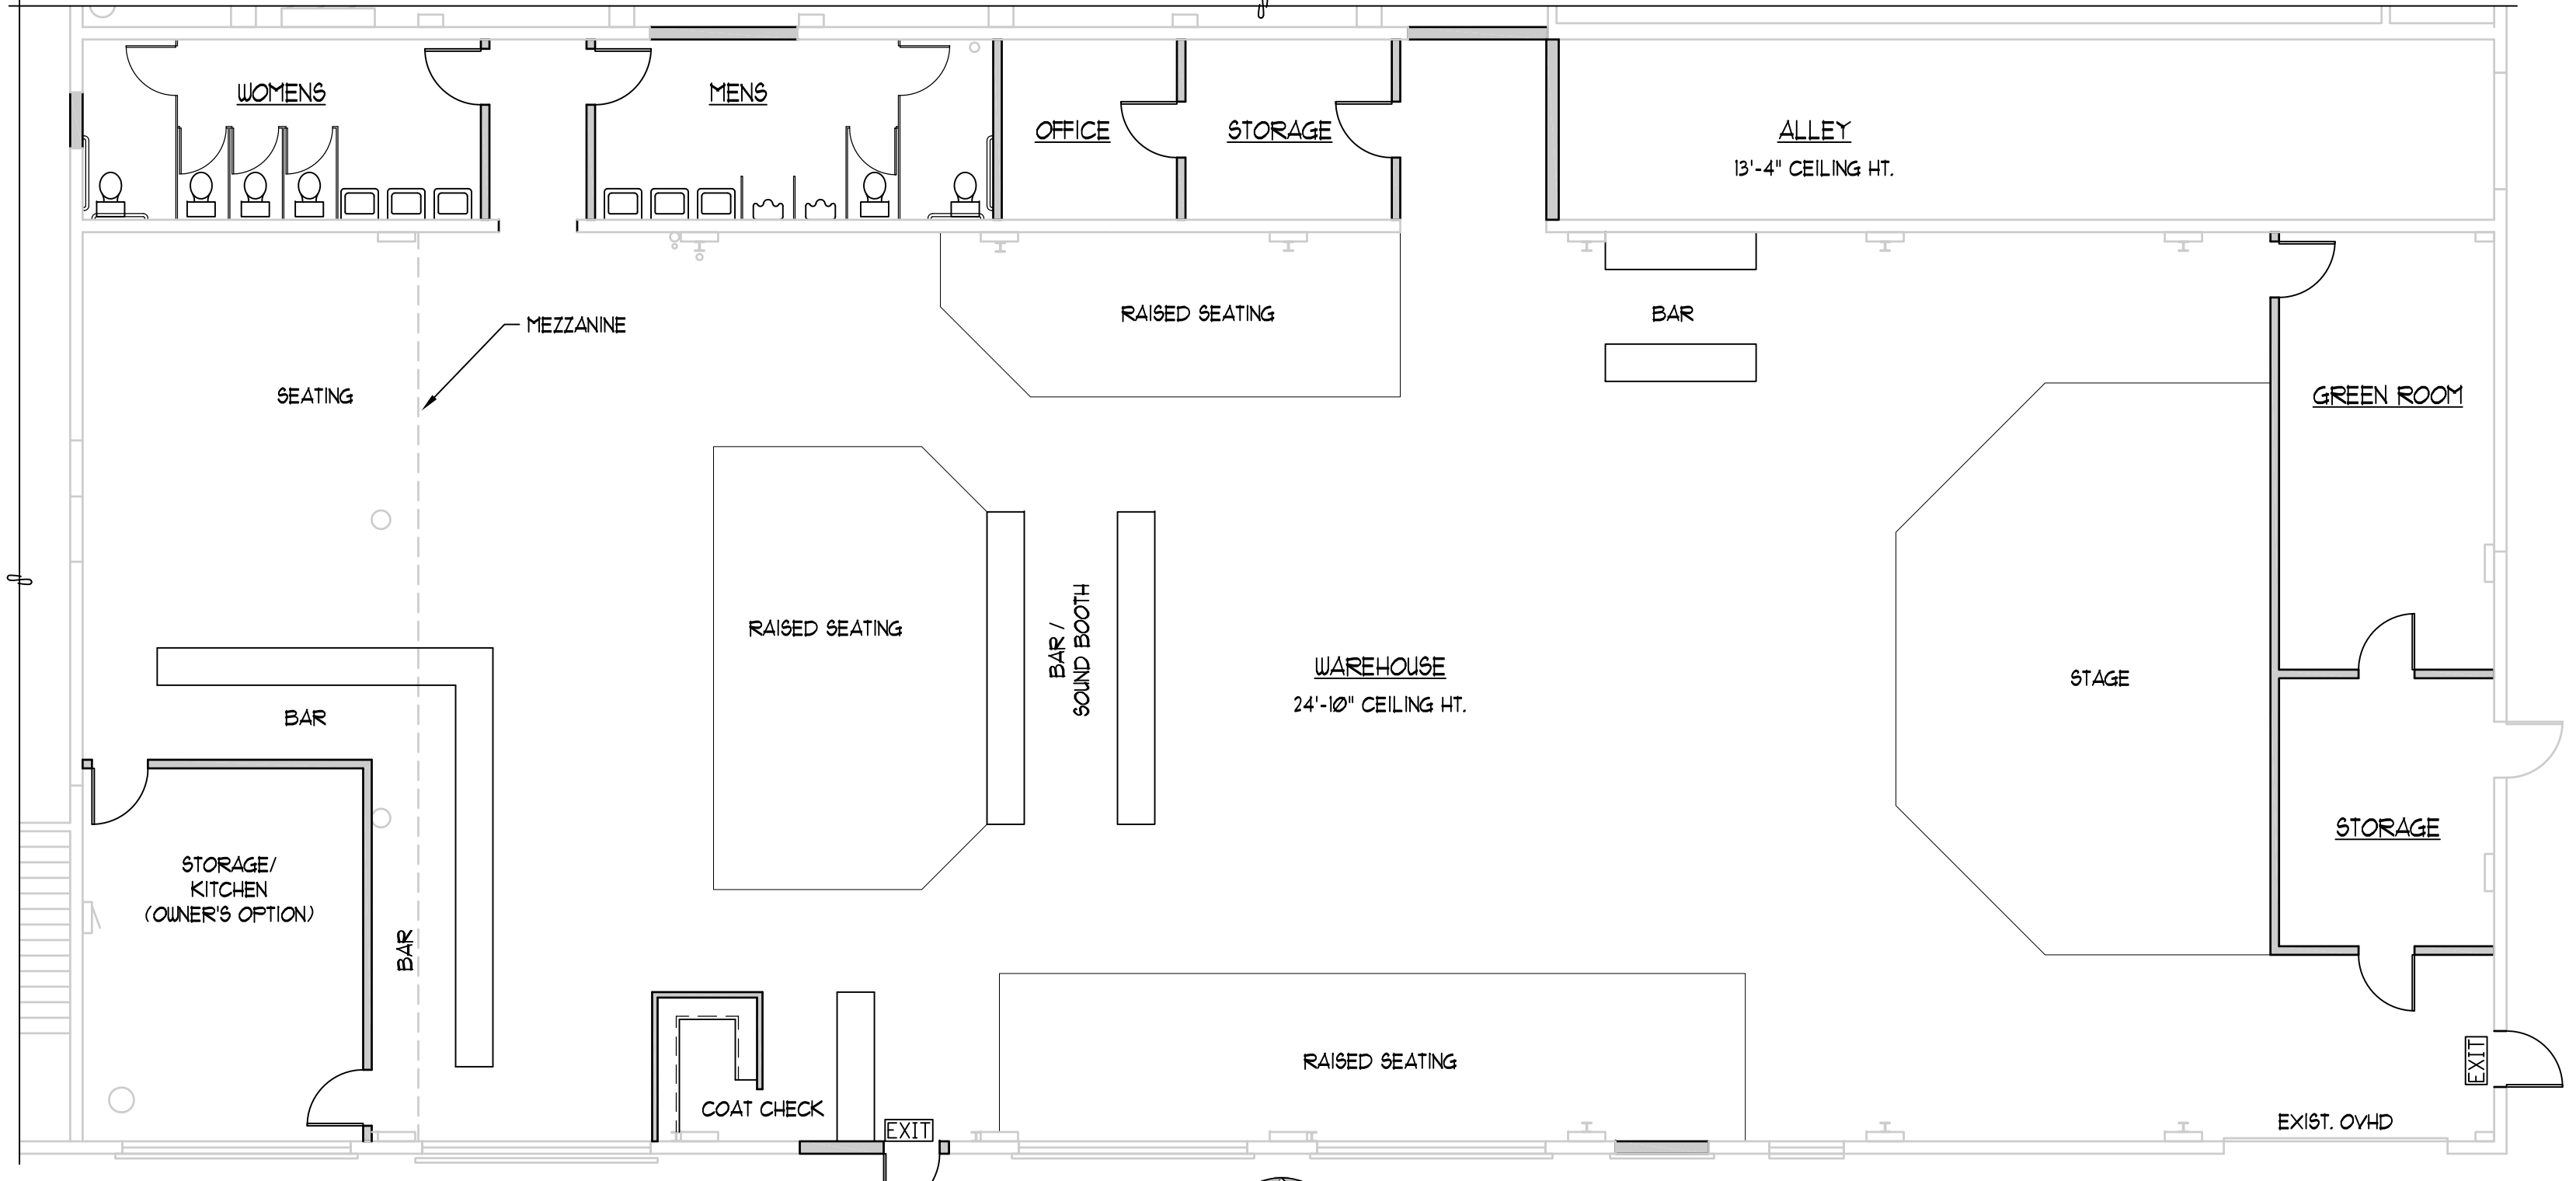 WOMENS
MENS
OFFICE
STORAGE
ALLEY
13'-4" CEILING HT.
MEZZANINE
RAISED SEATING
BAR
SEATING
GREEN ROOM
RAISED SEATING
BAR /
SOUND BOOTH
WAREHOUSE
24'-10" CEILING HT.
STAGE
BAR
STORAGE
STORAGE/
KITCHEN
(OWNER'S OPTION)
BAR
RAISED SEATING
EXIT
COAT CHECK
EXIT
EXIST. OVHD